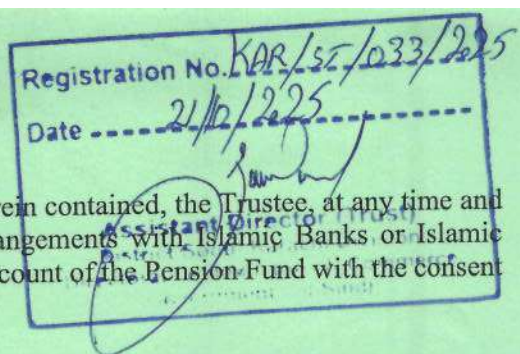 Registration No. KAR/ST/033/2025
Date 21/10/2025
rein contained, the Trustee, at any time and
Assistant Director (Trust)
angements with Islamic Banks or Islamic
count of the Pension Fund with the consent